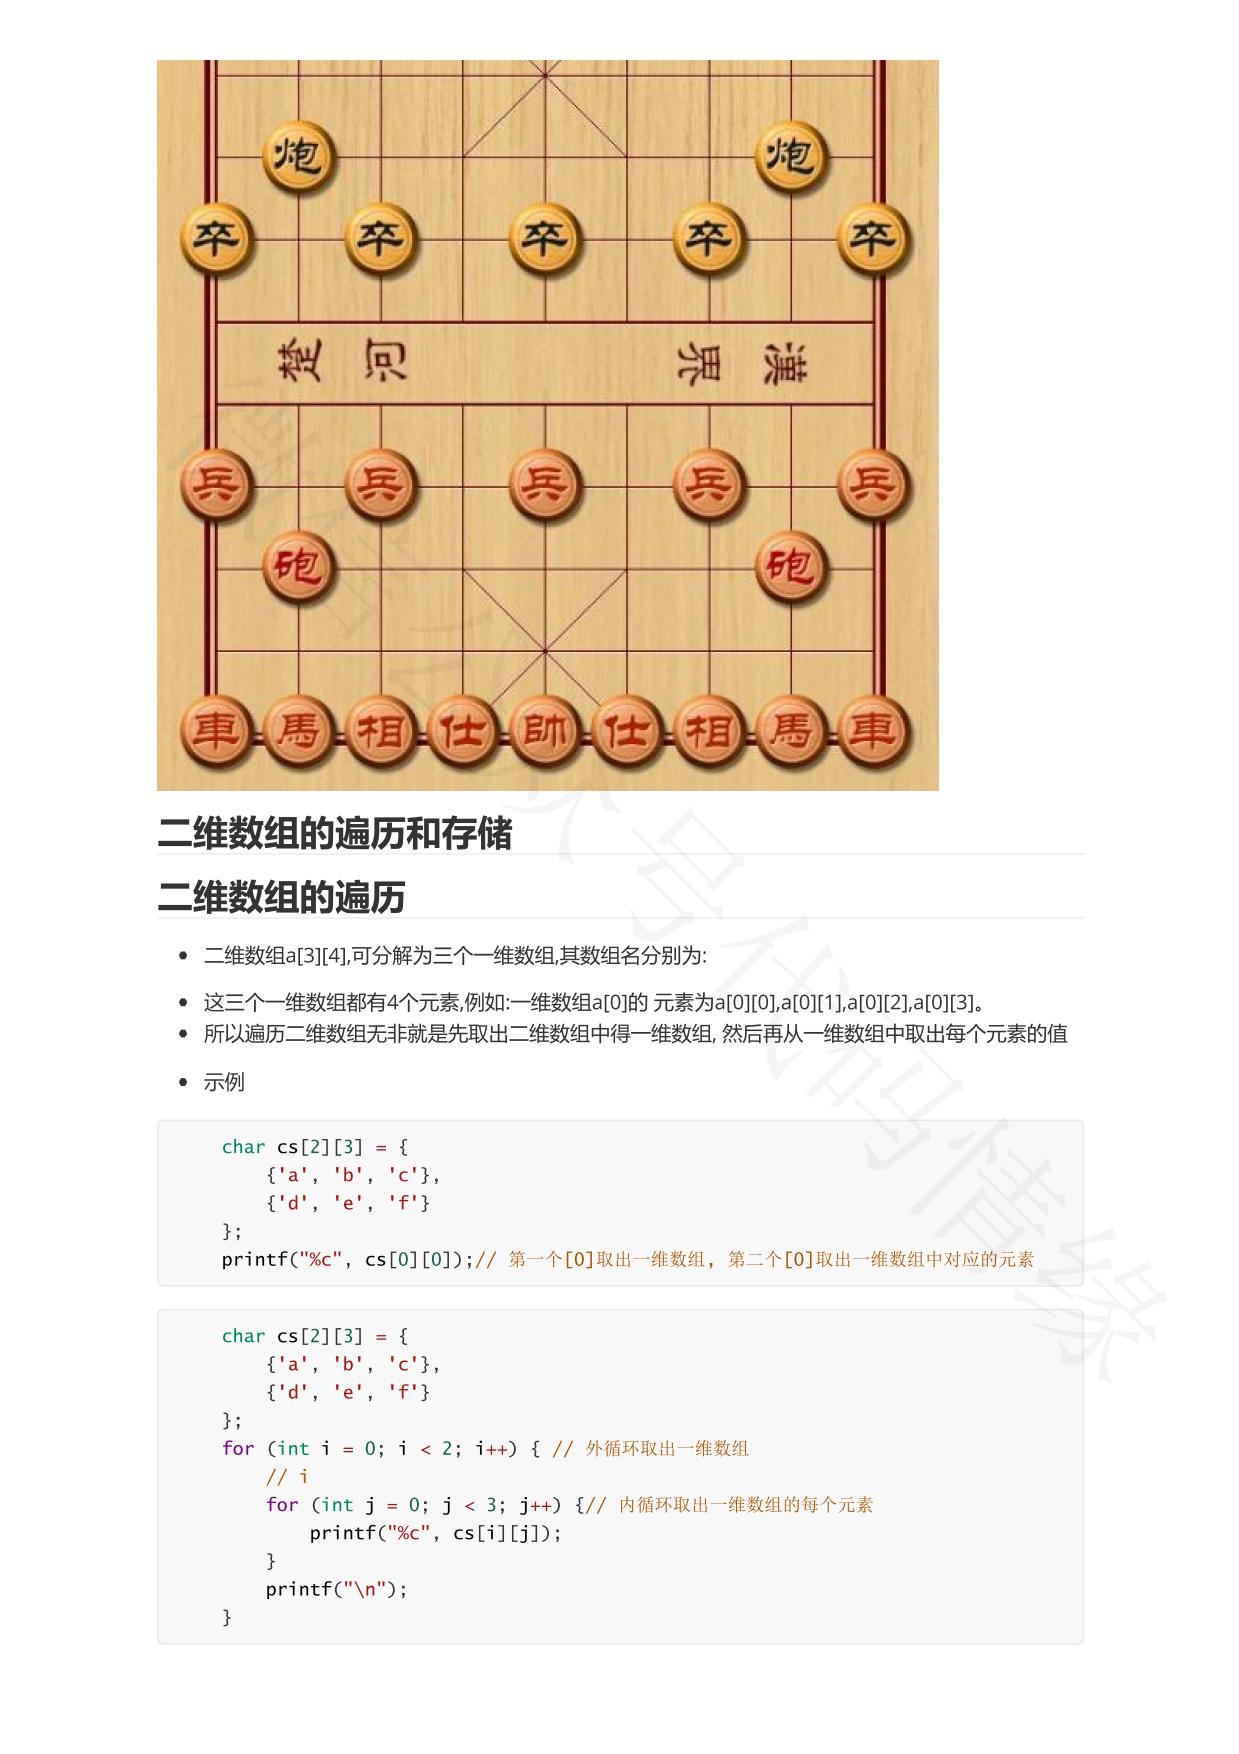 炮 炮
卒 卒 卒 卒 卒
楚 河 界 漢
兵 兵 兵 兵 兵
砲 砲
車 馬 相 仕 帥 仕 相 馬 車
二维数组的遍历和存储
二维数组的遍历
二维数组a[3][4],可分解为三个一维数组,其数组名分别为:
这三个一维数组都有4个元素,例如:一维数组a[0]的 元素为a[0][0],a[0][1],a[0][2],a[0][3]。
所以遍历二维数组无非就是先取出二维数组中得一维数组, 然后再从一维数组中取出每个元素的值
示例
char cs[2][3] = {
{'a', 'b', 'c'},
{'d', 'e', 'f'}
};
printf("%c", cs[0][0]);// 第一个[0]取出一维数组, 第二个[0]取出一维数组中对应的元素
char cs[2][3] = {
{'a', 'b', 'c'},
{'d', 'e', 'f'}
};
for (int i = 0; i < 2; i++) { // 外循环取出一维数组
// i
for (int j = 0; j < 3; j++) {// 内循环取出一维数组的每个元素
printf("%c", cs[i][j]);
}
printf("\n");
}
微信公众号代码情缘